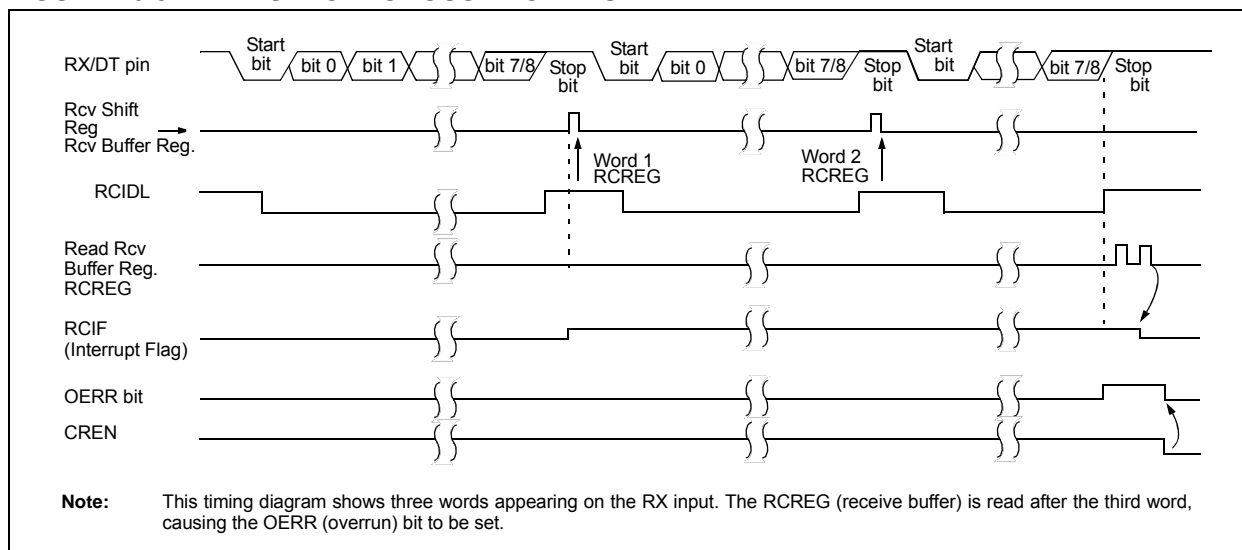 RX/DT pin
Start
bit
bit 0
bit 1
bit 7/8
Stop
bit
Start
bit
bit 0
bit 7/8
Stop
bit
Start
bit
bit 7/8
Stop
bit
Rcv Shift
Reg
Rcv Buffer Reg.
Word 1
RCREG
Word 2
RCREG
RCIDL
Read Rcv
Buffer Reg.
RCREG
RCIF
(Interrupt Flag)
OERR bit
CREN
Note: This timing diagram shows three words appearing on the RX input. The RCREG (receive buffer) is read after the third word,
causing the OERR (overrun) bit to be set.